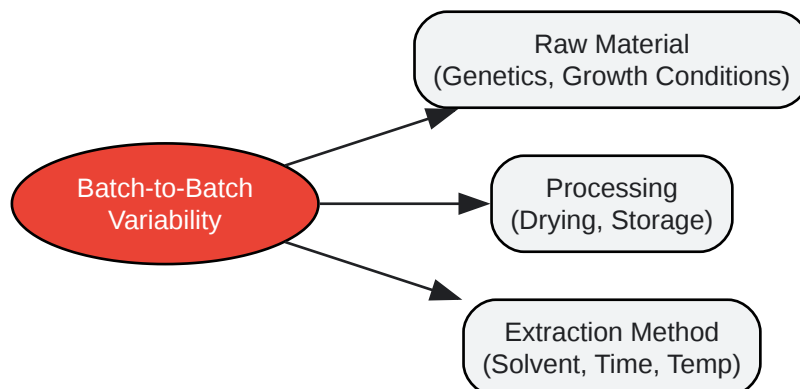 Raw Material
(Genetics, Growth Conditions)
Batch-to-Batch
Variability
Processing
(Drying, Storage)
Extraction Method
(Solvent, Time, Temp)